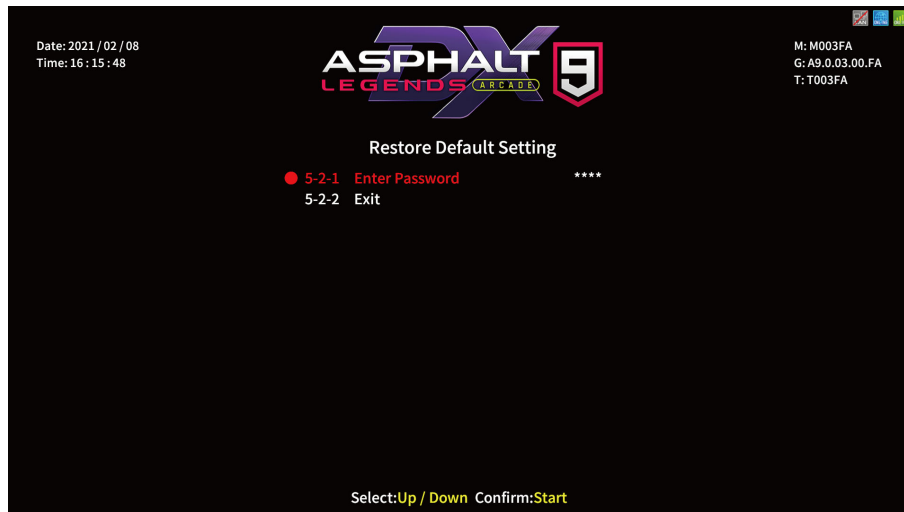 Date: 2021 / 02 / 08
Time: 16 : 15 : 48
DX
ASPHALT 9
LEGENDS ARCADE
M: M003FA
G: A9.0.03.00.FA
T: T003FA
Restore Default Setting
5-2-1 Enter Password ****
5-2-2 Exit
Select:Up / Down Confirm:Start